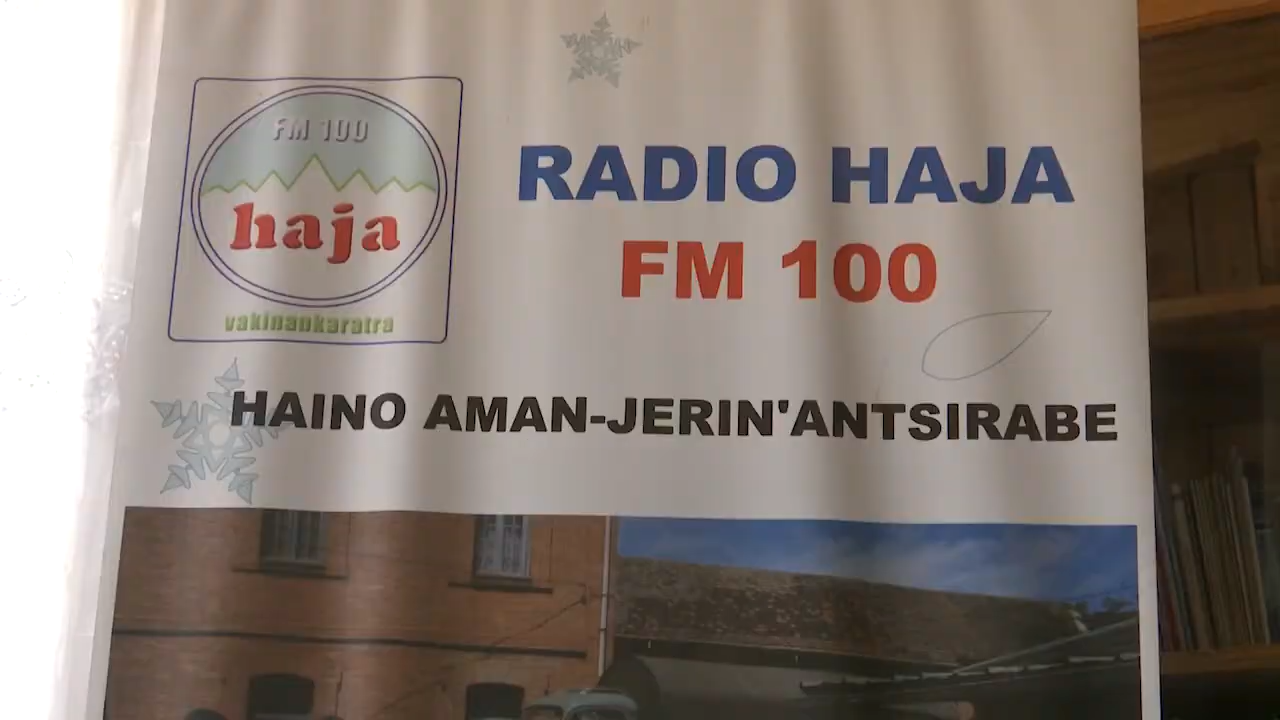 FM 100
haja
vakinankaratra
RADIO HAJA
FM 100
HAINO AMAN-JERIN'ANTSIRABE